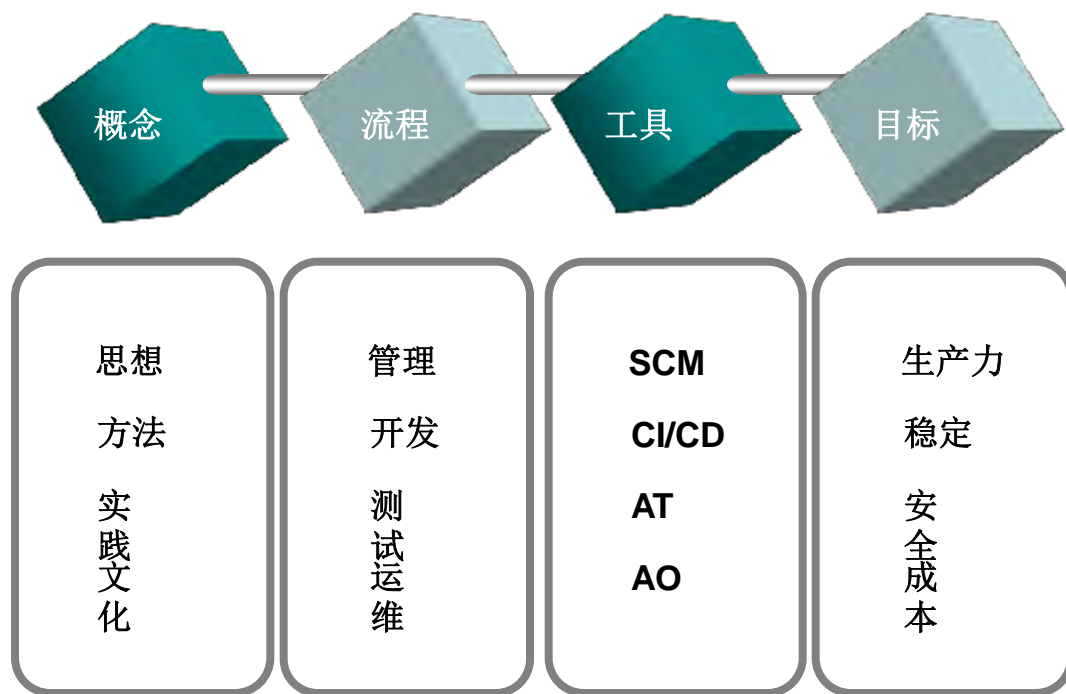 概念
流程
工具
目标
思想
方法
实
践
文
化
管理
开发
测
试
运
维
SCM
CI/CD
AT
AO
生产力
稳定
安
全
成
本